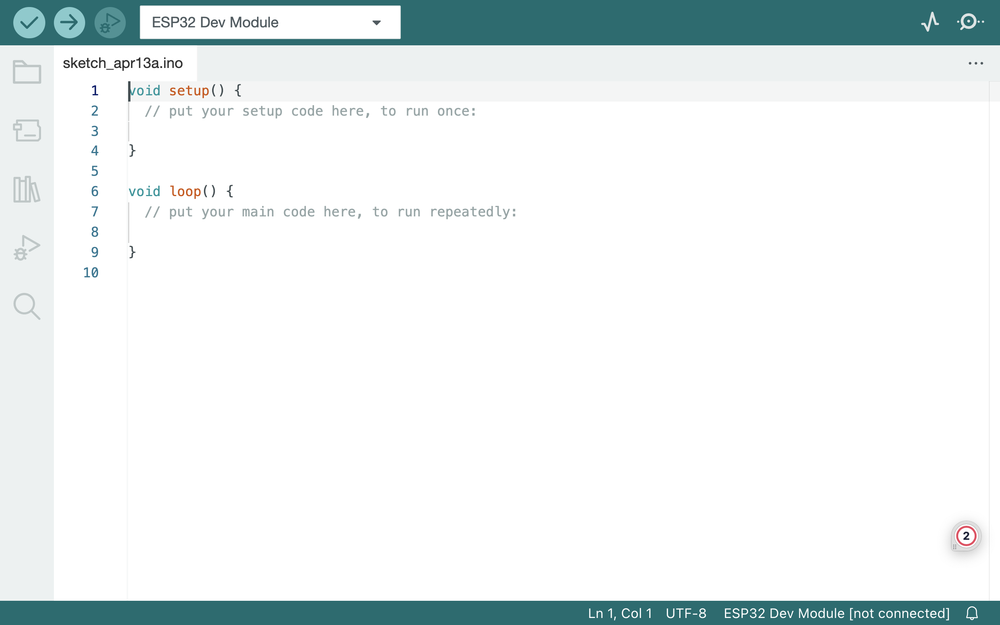 ESP32 Dev Module
sketch_apr13a.ino
1 void setup() {
2 // put your setup code here, to run once:
3
4 }
5
6 void loop() {
7 // put your main code here, to run repeatedly:
8
9 }
10
2
Ln 1, Col 1 UTF-8 ESP32 Dev Module [not connected]